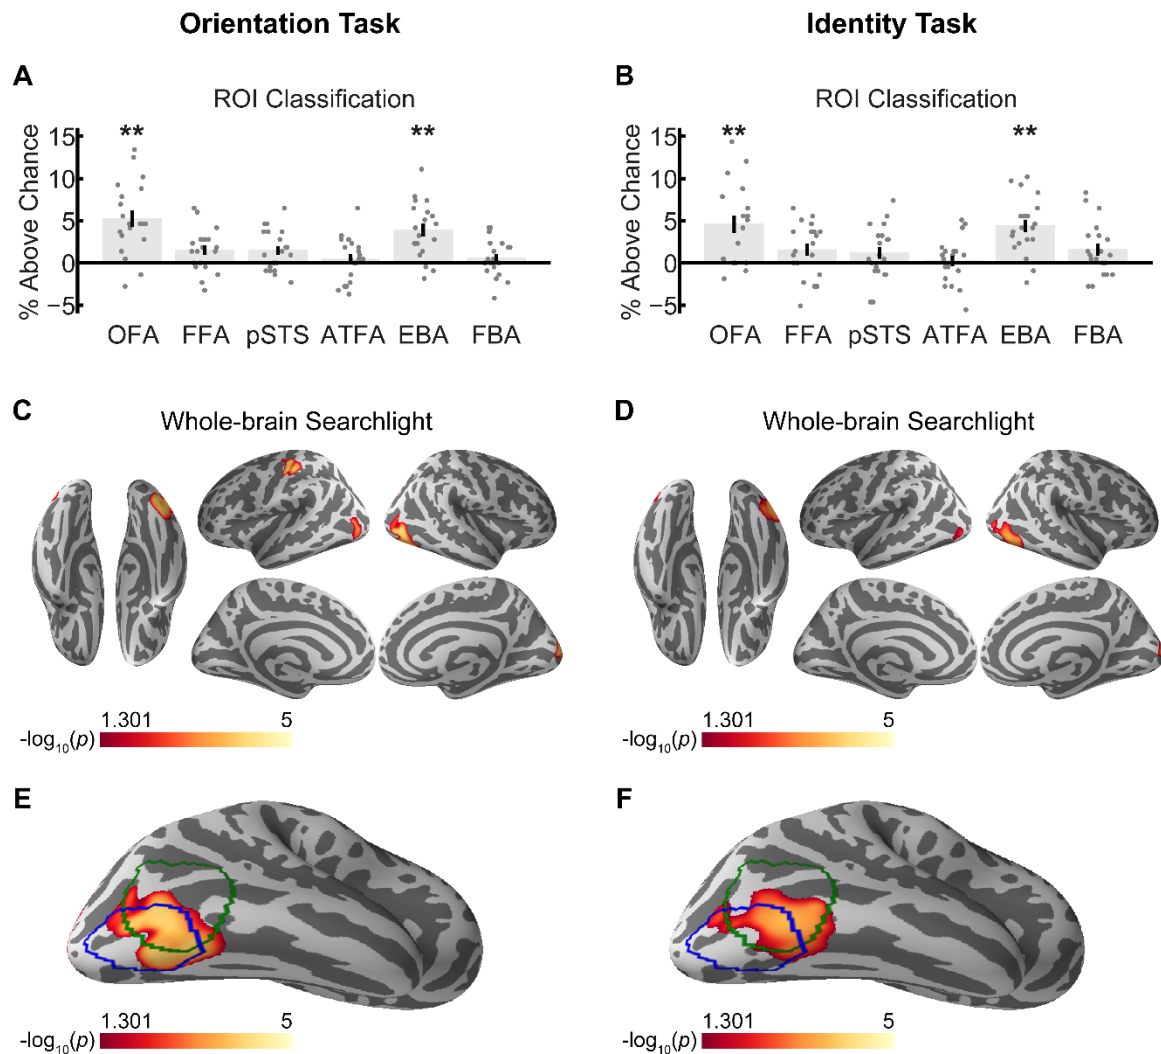 Orientation Task
Identity Task
A
ROI Classification
% Above Chance
15
10
5
0
−5
**
**
OFA FFA pSTS ATFA EBA FBA
B
ROI Classification
% Above Chance
15
10
5
0
−5
**
**
OFA FFA pSTS ATFA EBA FBA
C
Whole-brain Searchlight
1.301 5
-log10(p)
D
Whole-brain Searchlight
1.301 5
-log10(p)
E
1.301 5
-log10(p)
F
1.301 5
-log10(p)